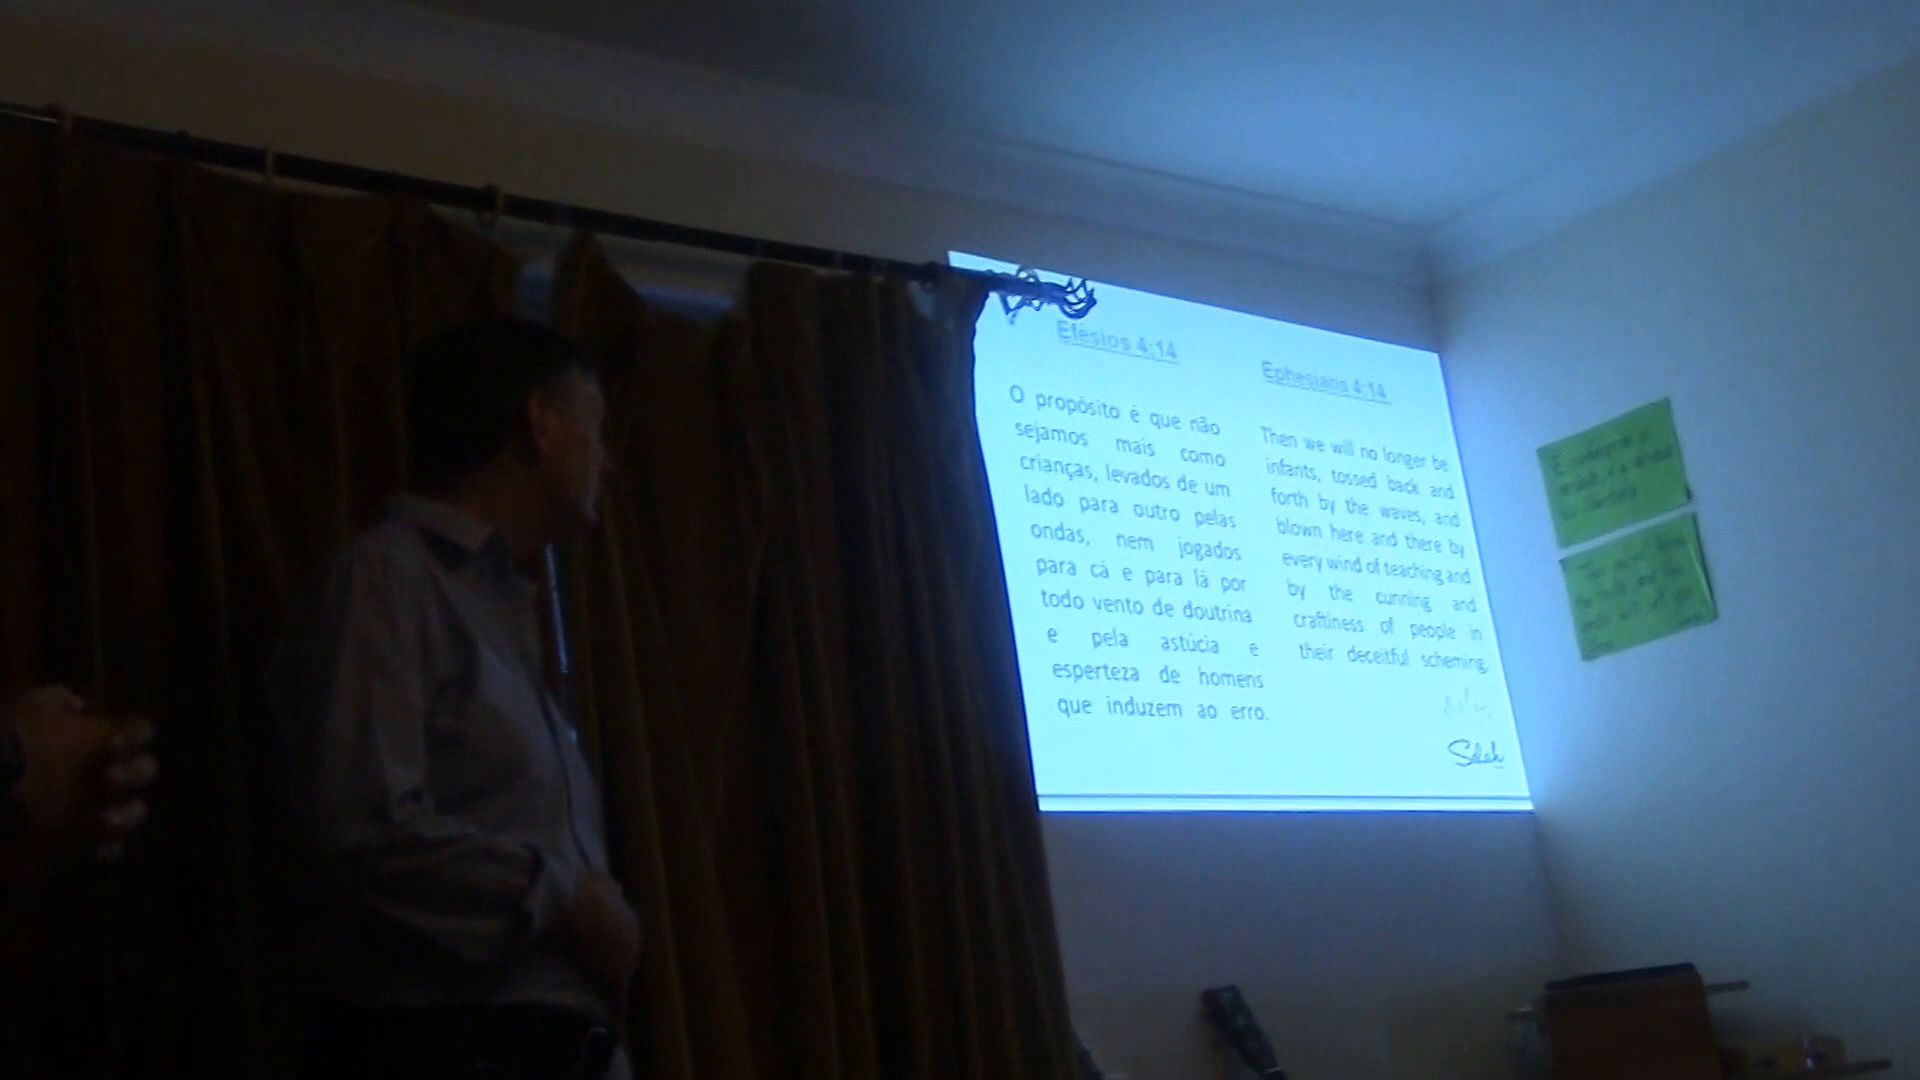 Efésios 4:14
O propósito é que não
sejamos mais como
crianças, levados de um
lado para outro pelas
ondas, nem jogados
para cá e para lá por
todo vento de doutrina
e pela astúcia e
esperteza de homens
que induzem ao erro.
Ephesians 4:14
Then we will no longer be
infants, tossed back and
forth by the waves, and
blown here and there by
every wind of teaching and
by the cunning and
craftiness of people in
their deceitful scheming.
Selah
E
verdade